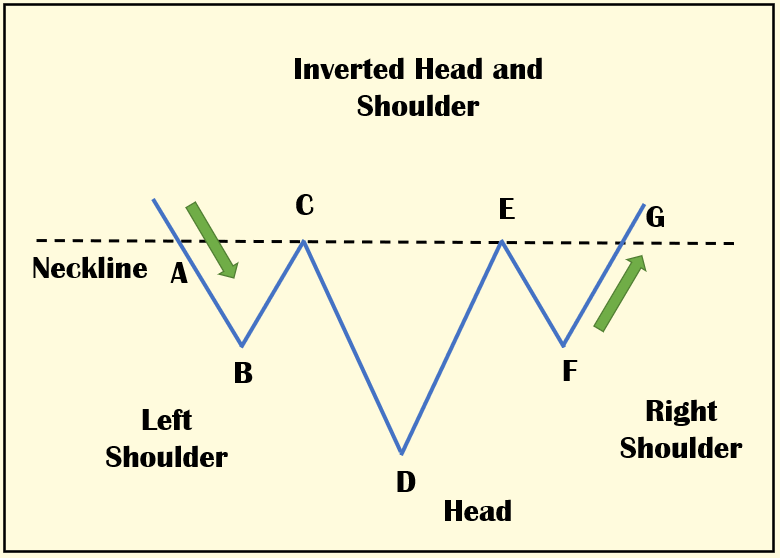 Inverted Head and
Shoulder
C
E
G
Neckline
A
B
F
Left
Shoulder
Right
Shoulder
D
Head